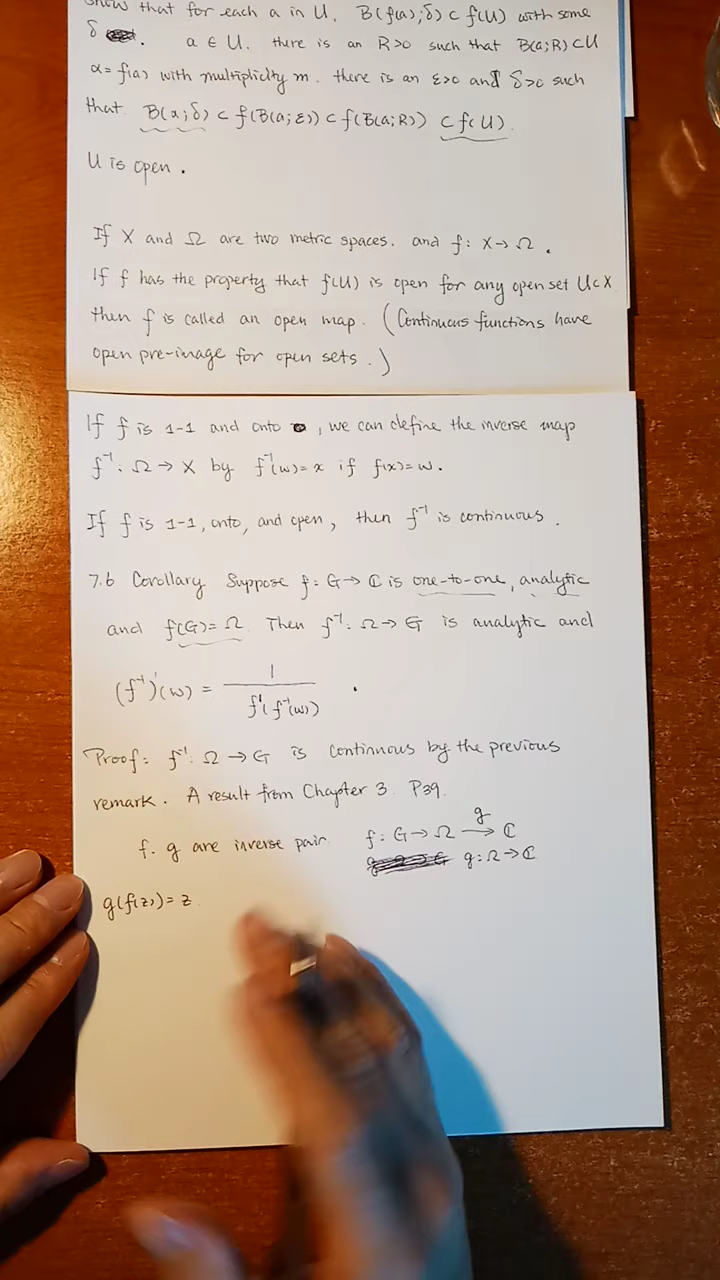 show that for each a in U, B(f(a);δ) ⊂ f(U) with some
δ . a ∈ U. there is an R>0 such that B(a;R)⊂U
α=f(a) with multiplicity m. there is an ε>0 and δ>0 such
that B(α;δ) ⊂ f(B(a;ε)) ⊂ f(B(a;R)) ⊂ f(U).
U is open.
If X and Ω are two metric spaces. and f: X→Ω.
If f has the property that f(U) is open for any open set U⊂X
then f is called an open map. (Continuous functions have
open pre-image for open sets.)
If f is 1-1 and onto , we can define the inverse map
f⁻¹: Ω → X by f⁻¹(w)=x if f(x)=w.
If f is 1-1, onto, and open, then f⁻¹ is continuous.
7.6 Corollary Suppose f: G→ℂ is one-to-one, analytic
and f(G)=Ω. Then f⁻¹: Ω→G is analytic and
(f⁻¹)'(w) = 1 / f'(f⁻¹(w)) .
Proof: f⁻¹: Ω→G is continuous by the previous
remark. A result from Chapter 3. P39.
f. g are inverse pair. f: G→Ω →ᵍ ℂ
g: Ω→ℂ
g(f(z))=z.